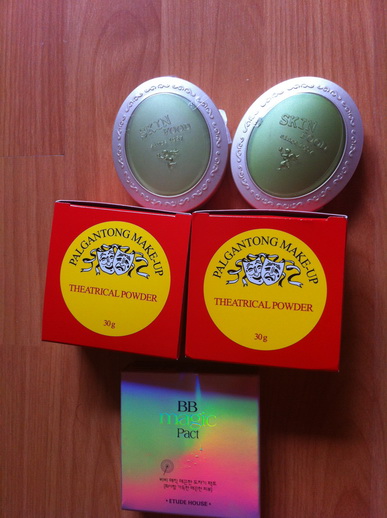 SKIN
FOOD
SKIN
PALGANTONG MAKE-UP
THEATRICAL POWDER
30g
PALGANTONG MAKE-UP
THEATRICAL POWDER
30g
BB
magic
Pact
ETUDE HOUSE